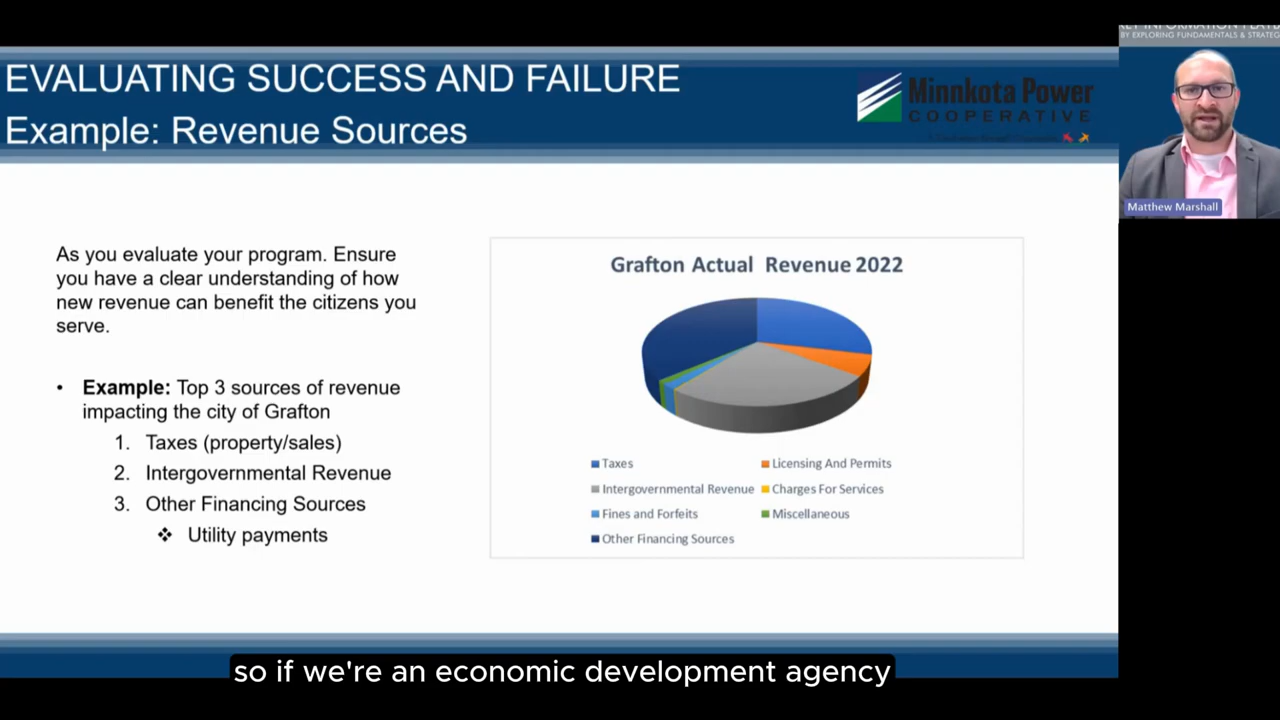 EVALUATING SUCCESS AND FAILURE
Example: Revenue Sources
Minnkota Power
COOPERATIVE
BY EXPLORING FUNDAMENTALS & STRATEG
Matthew Marshall
As you evaluate your program. Ensure
you have a clear understanding of how
new revenue can benefit the citizens you
serve.
• Example: Top 3 sources of revenue
impacting the city of Grafton
1. Taxes (property/sales)
2. Intergovernmental Revenue
3. Other Financing Sources
❖ Utility payments
Grafton Actual Revenue 2022
Taxes
Licensing And Permits
Intergovernmental Revenue
Charges For Services
Fines and Forfeits
Miscellaneous
Other Financing Sources
so if we're an economic development agency